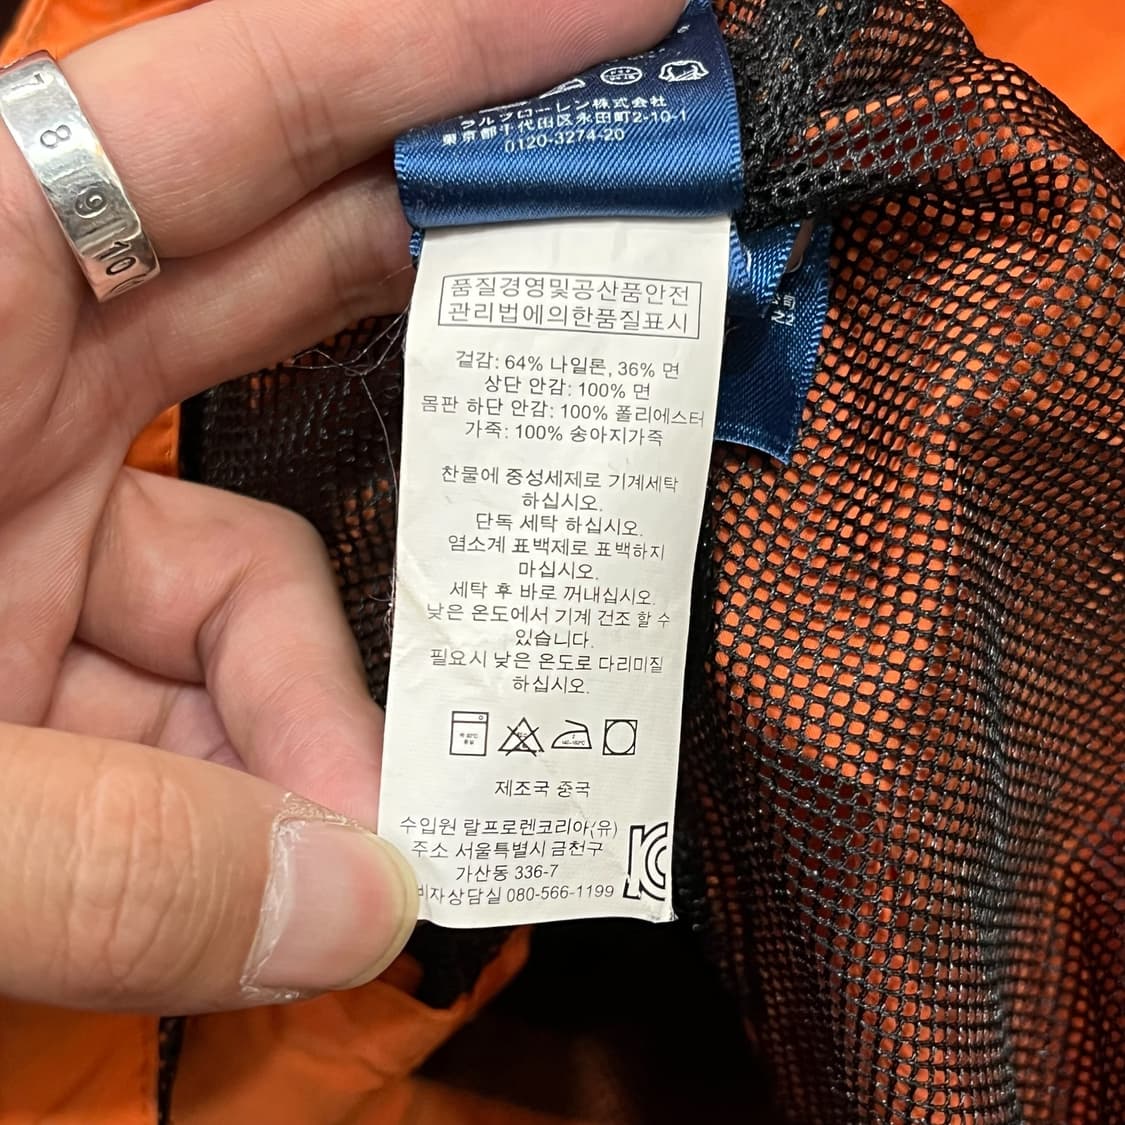 7
8
9
10
ラルフローレン株式会社
東京都千代田区永田町2-10-1
0120-3274-20
품질경영및공산품안전
관리법에의한품질표시
겉감: 64% 나일론, 36% 면
상단 안감: 100% 면
몸판 하단 안감: 100% 폴리에스터
가죽: 100% 송아지가죽
찬물에 중성세제로 기계세탁
하십시오.
단독 세탁 하십시오.
염소계 표백제로 표백하지
마십시오.
세탁 후 바로 꺼내십시오.
낮은 온도에서 기계 건조 할 수
있습니다.
필요시 낮은 온도로 다리미질
하십시오.
제조국 중국
수입원 랄프로렌코리아(유)
주소 서울특별시 금천구
가산동 336-7
비자상담실 080-566-1199